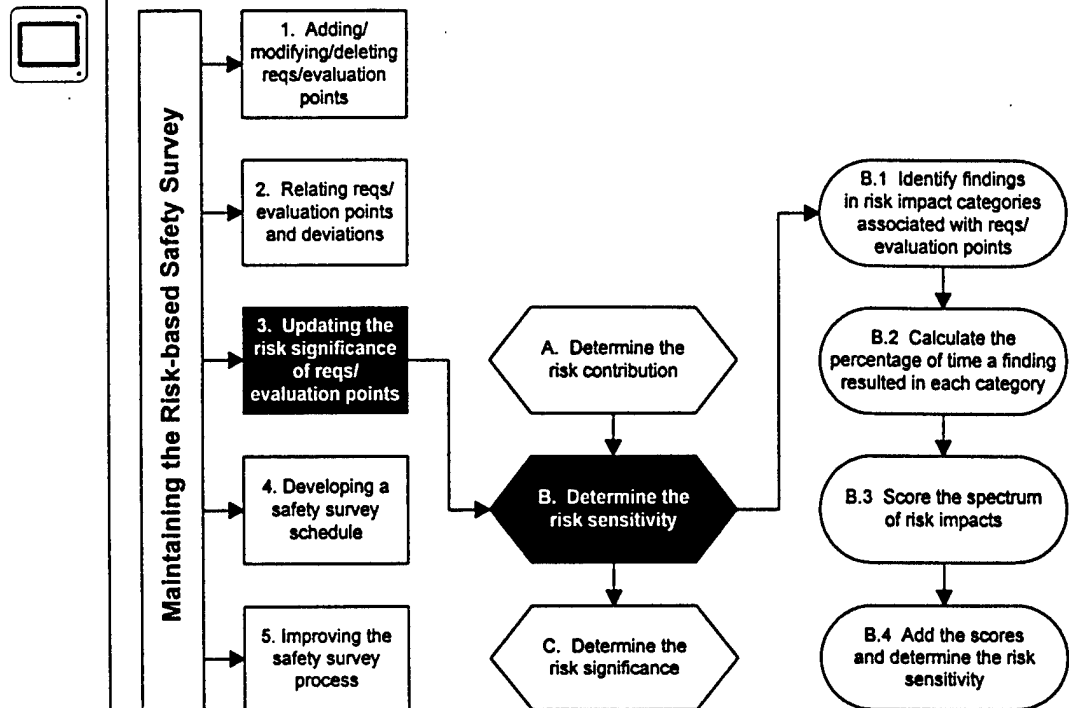 Maintaining the Risk-based Safety Survey
1. Adding/
modifying/deleting
reqs/evaluation
points
2. Relating reqs/
evaluation points
and deviations
3. Updating the
risk significance
of reqs/
evaluation points
4. Developing a
safety survey
schedule
5. Improving the
safety survey
process
A. Determine the
risk contribution
B. Determine the
risk sensitivity
C. Determine the
risk significance
B.1 Identify findings
in risk impact categories
associated with reqs/
evaluation points
B.2 Calculate the
percentage of time a finding
resulted in each category
B.3 Score the spectrum
of risk impacts
B.4 Add the scores
and determine the risk
sensitivity